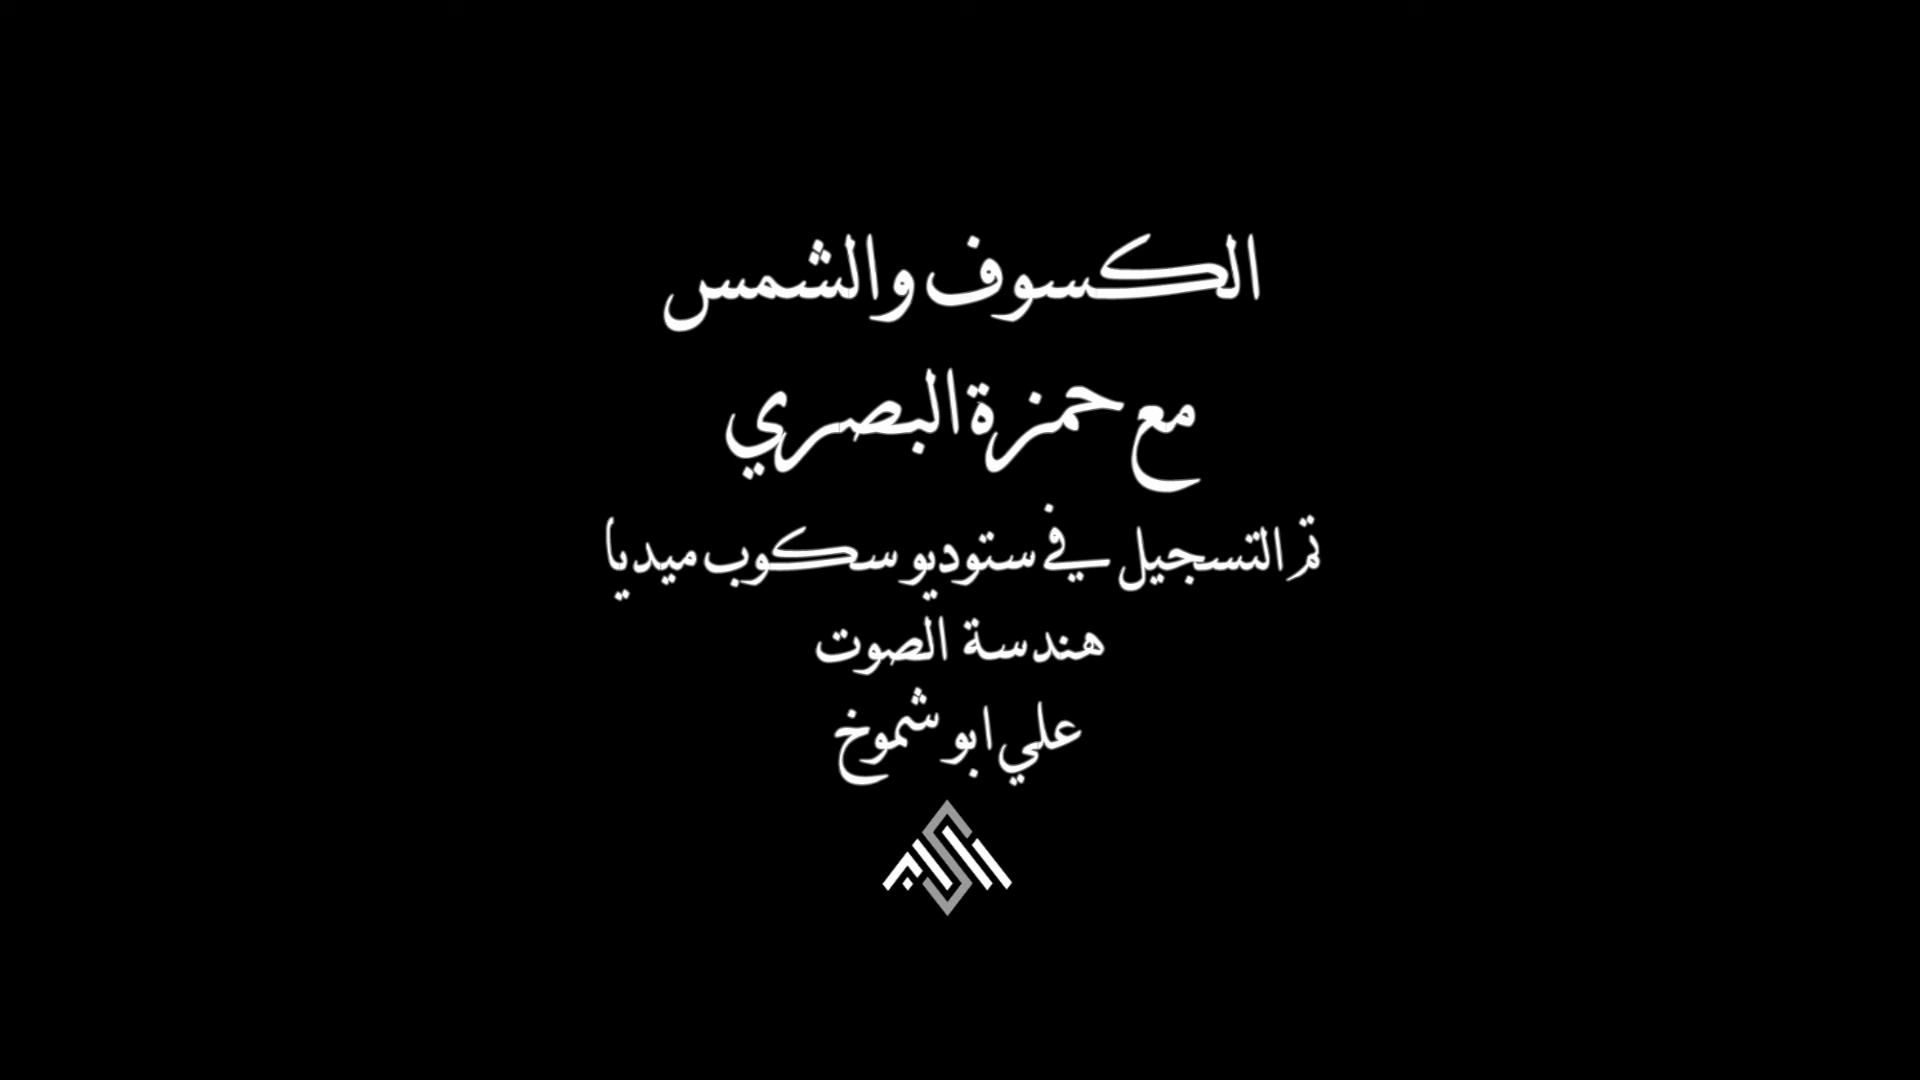 الكسوف والشمس
مع حمزة البصري
تم التسجيل في ستوديو سكوب ميديا
هندسة الصوت
علي ابو شموخ